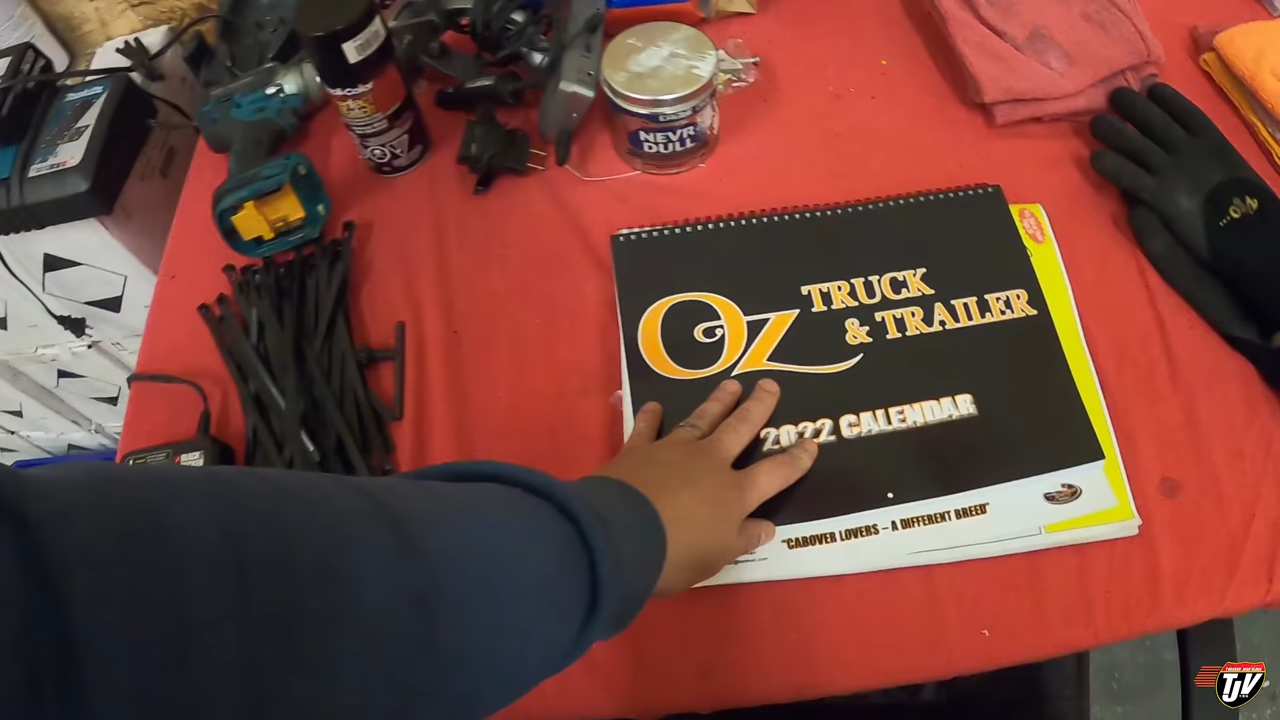 NEVR
DULL
OZ TRUCK
& TRAILER
2022 CALENDAR
"CABOVER LOVERS – A DIFFERENT BREED"
TJV